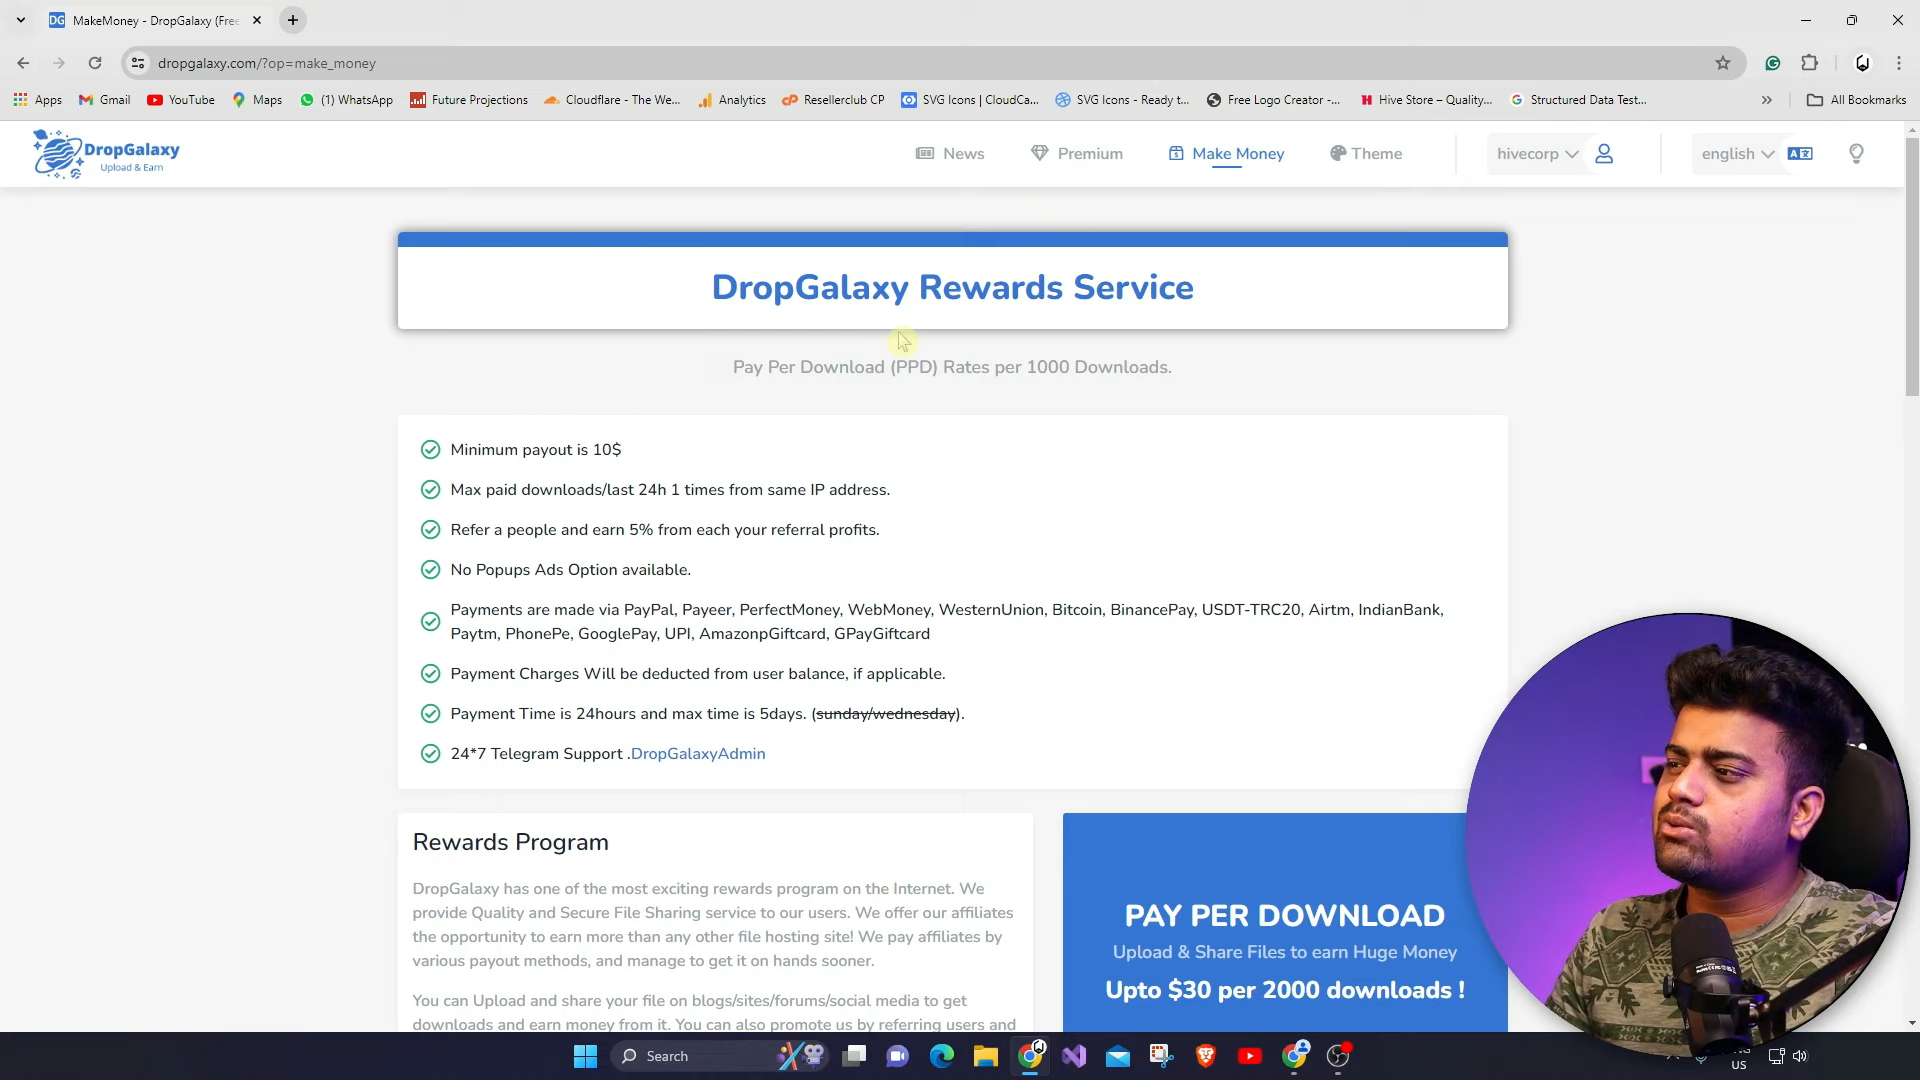 DG MakeMoney - DropGalaxy (Free
dropgalaxy.com/?op=make_money
Apps Gmail YouTube Maps (1) WhatsApp Future Projections Cloudflare - The We... Analytics Resellerclub CP SVG Icons | CloudCa... SVG Icons - Ready t... Free Logo Creator -... Hive Store – Quality... Structured Data Test... » All Bookmarks
DropGalaxy
Upload & Earn
News Premium Make Money Theme hivecorp english
DropGalaxy Rewards Service
Pay Per Download (PPD) Rates per 1000 Downloads.
Minimum payout is 10$
Max paid downloads/last 24h 1 times from same IP address.
Refer a people and earn 5% from each your referral profits.
No Popups Ads Option available.
Payments are made via PayPal, Payeer, PerfectMoney, WebMoney, WesternUnion, Bitcoin, BinancePay, USDT-TRC20, Airtm, IndianBank,
Paytm, PhonePe, GooglePay, UPI, AmazonpGiftcard, GPayGiftcard
Payment Charges Will be deducted from user balance, if applicable.
Payment Time is 24hours and max time is 5days. (sunday/wednesday).
24*7 Telegram Support .DropGalaxyAdmin
Rewards Program
DropGalaxy has one of the most exciting rewards program on the Internet. We
provide Quality and Secure File Sharing service to our users. We offer our affiliates
the opportunity to earn more than any other file hosting site! We pay affiliates by
various payout methods, and manage to get it on hands sooner.
You can Upload and share your file on blogs/sites/forums/social media to get
downloads and earn money from it. You can also promote us by referring users and
PAY PER DOWNLOAD
Upload & Share Files to earn Huge Money
Upto $30 per 2000 downloads !
Search
US